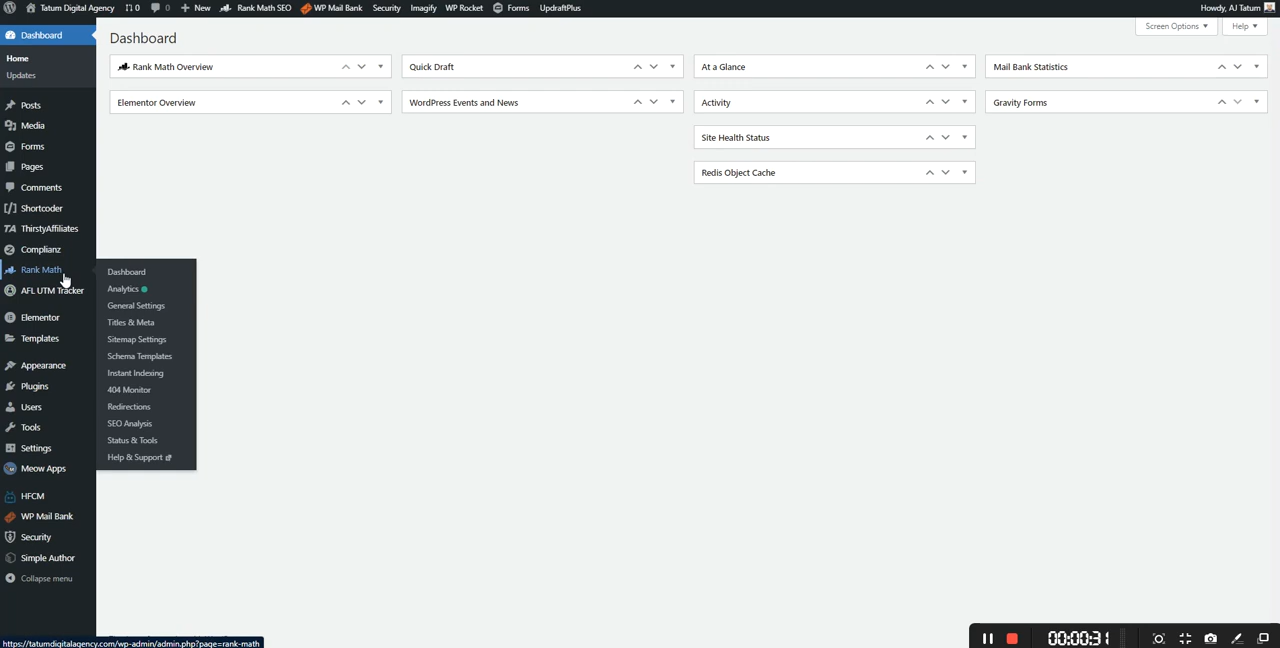 Tatum Digital Agency 10 0 New Rank Math SEO WP Mail Bank Security Imagify WP Rocket Forms UpdraftPlus Howdy, AJ Tatum
Dashboard
Home
Updates
Posts
Media
Forms
Pages
Comments
Shortcoder
ThirstyAffiliates
Complianz
Rank Math
AFL UTM Tracker
Elementor
Templates
Appearance
Plugins
Users
Tools
Settings
Meow Apps
HFCM
WP Mail Bank
Security
Simple Author
Collapse menu
Dashboard
Analytics
General Settings
Titles & Meta
Sitemap Settings
Schema Templates
Instant Indexing
404 Monitor
Redirections
SEO Analysis
Status & Tools
Help & Support
Screen Options Help
Dashboard
Rank Math Overview
Elementor Overview
Quick Draft
WordPress Events and News
At a Glance
Activity
Site Health Status
Redis Object Cache
Mail Bank Statistics
Gravity Forms
https://tatumdigitalagency.com/wp-admin/admin.php?page=rank-math
00:00:31